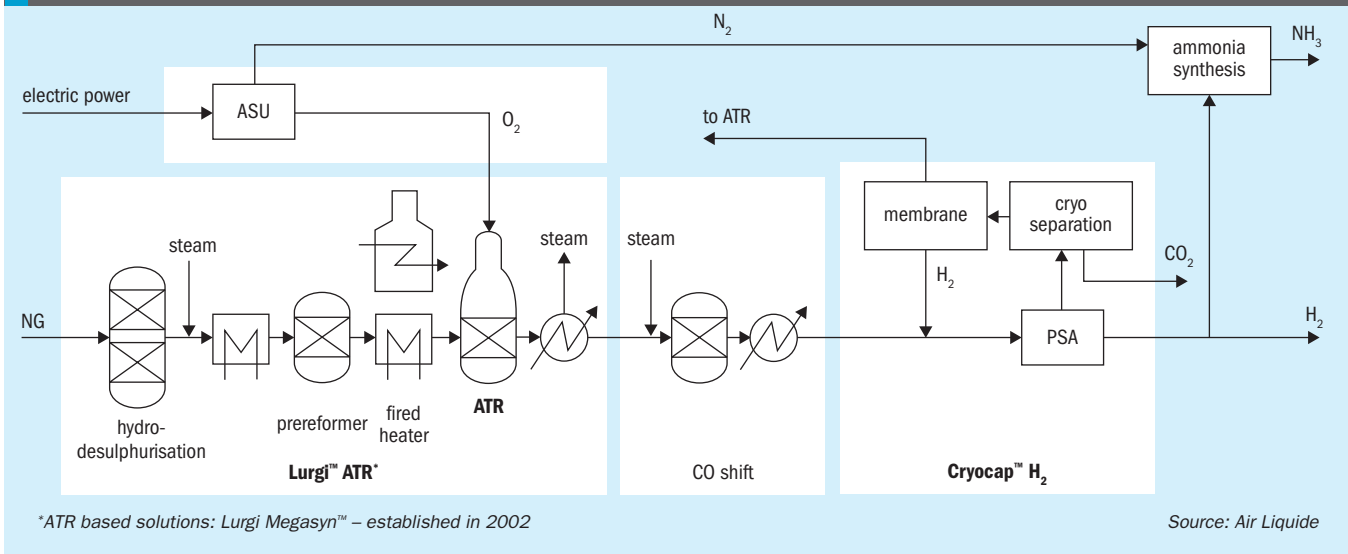 N₂
ammonia
synthesis
NH₃
electric power
ASU
O₂
to ATR
membrane
cryo
separation
CO₂
H₂
steam
steam
steam
NG
PSA
H₂
hydro-
desulphurisation
prereformer
fired
heater
ATR
Lurgi™ ATR*
CO shift
Cryocap™ H₂
*ATR based solutions: Lurgi Megasyn™ – established in 2002
Source: Air Liquide